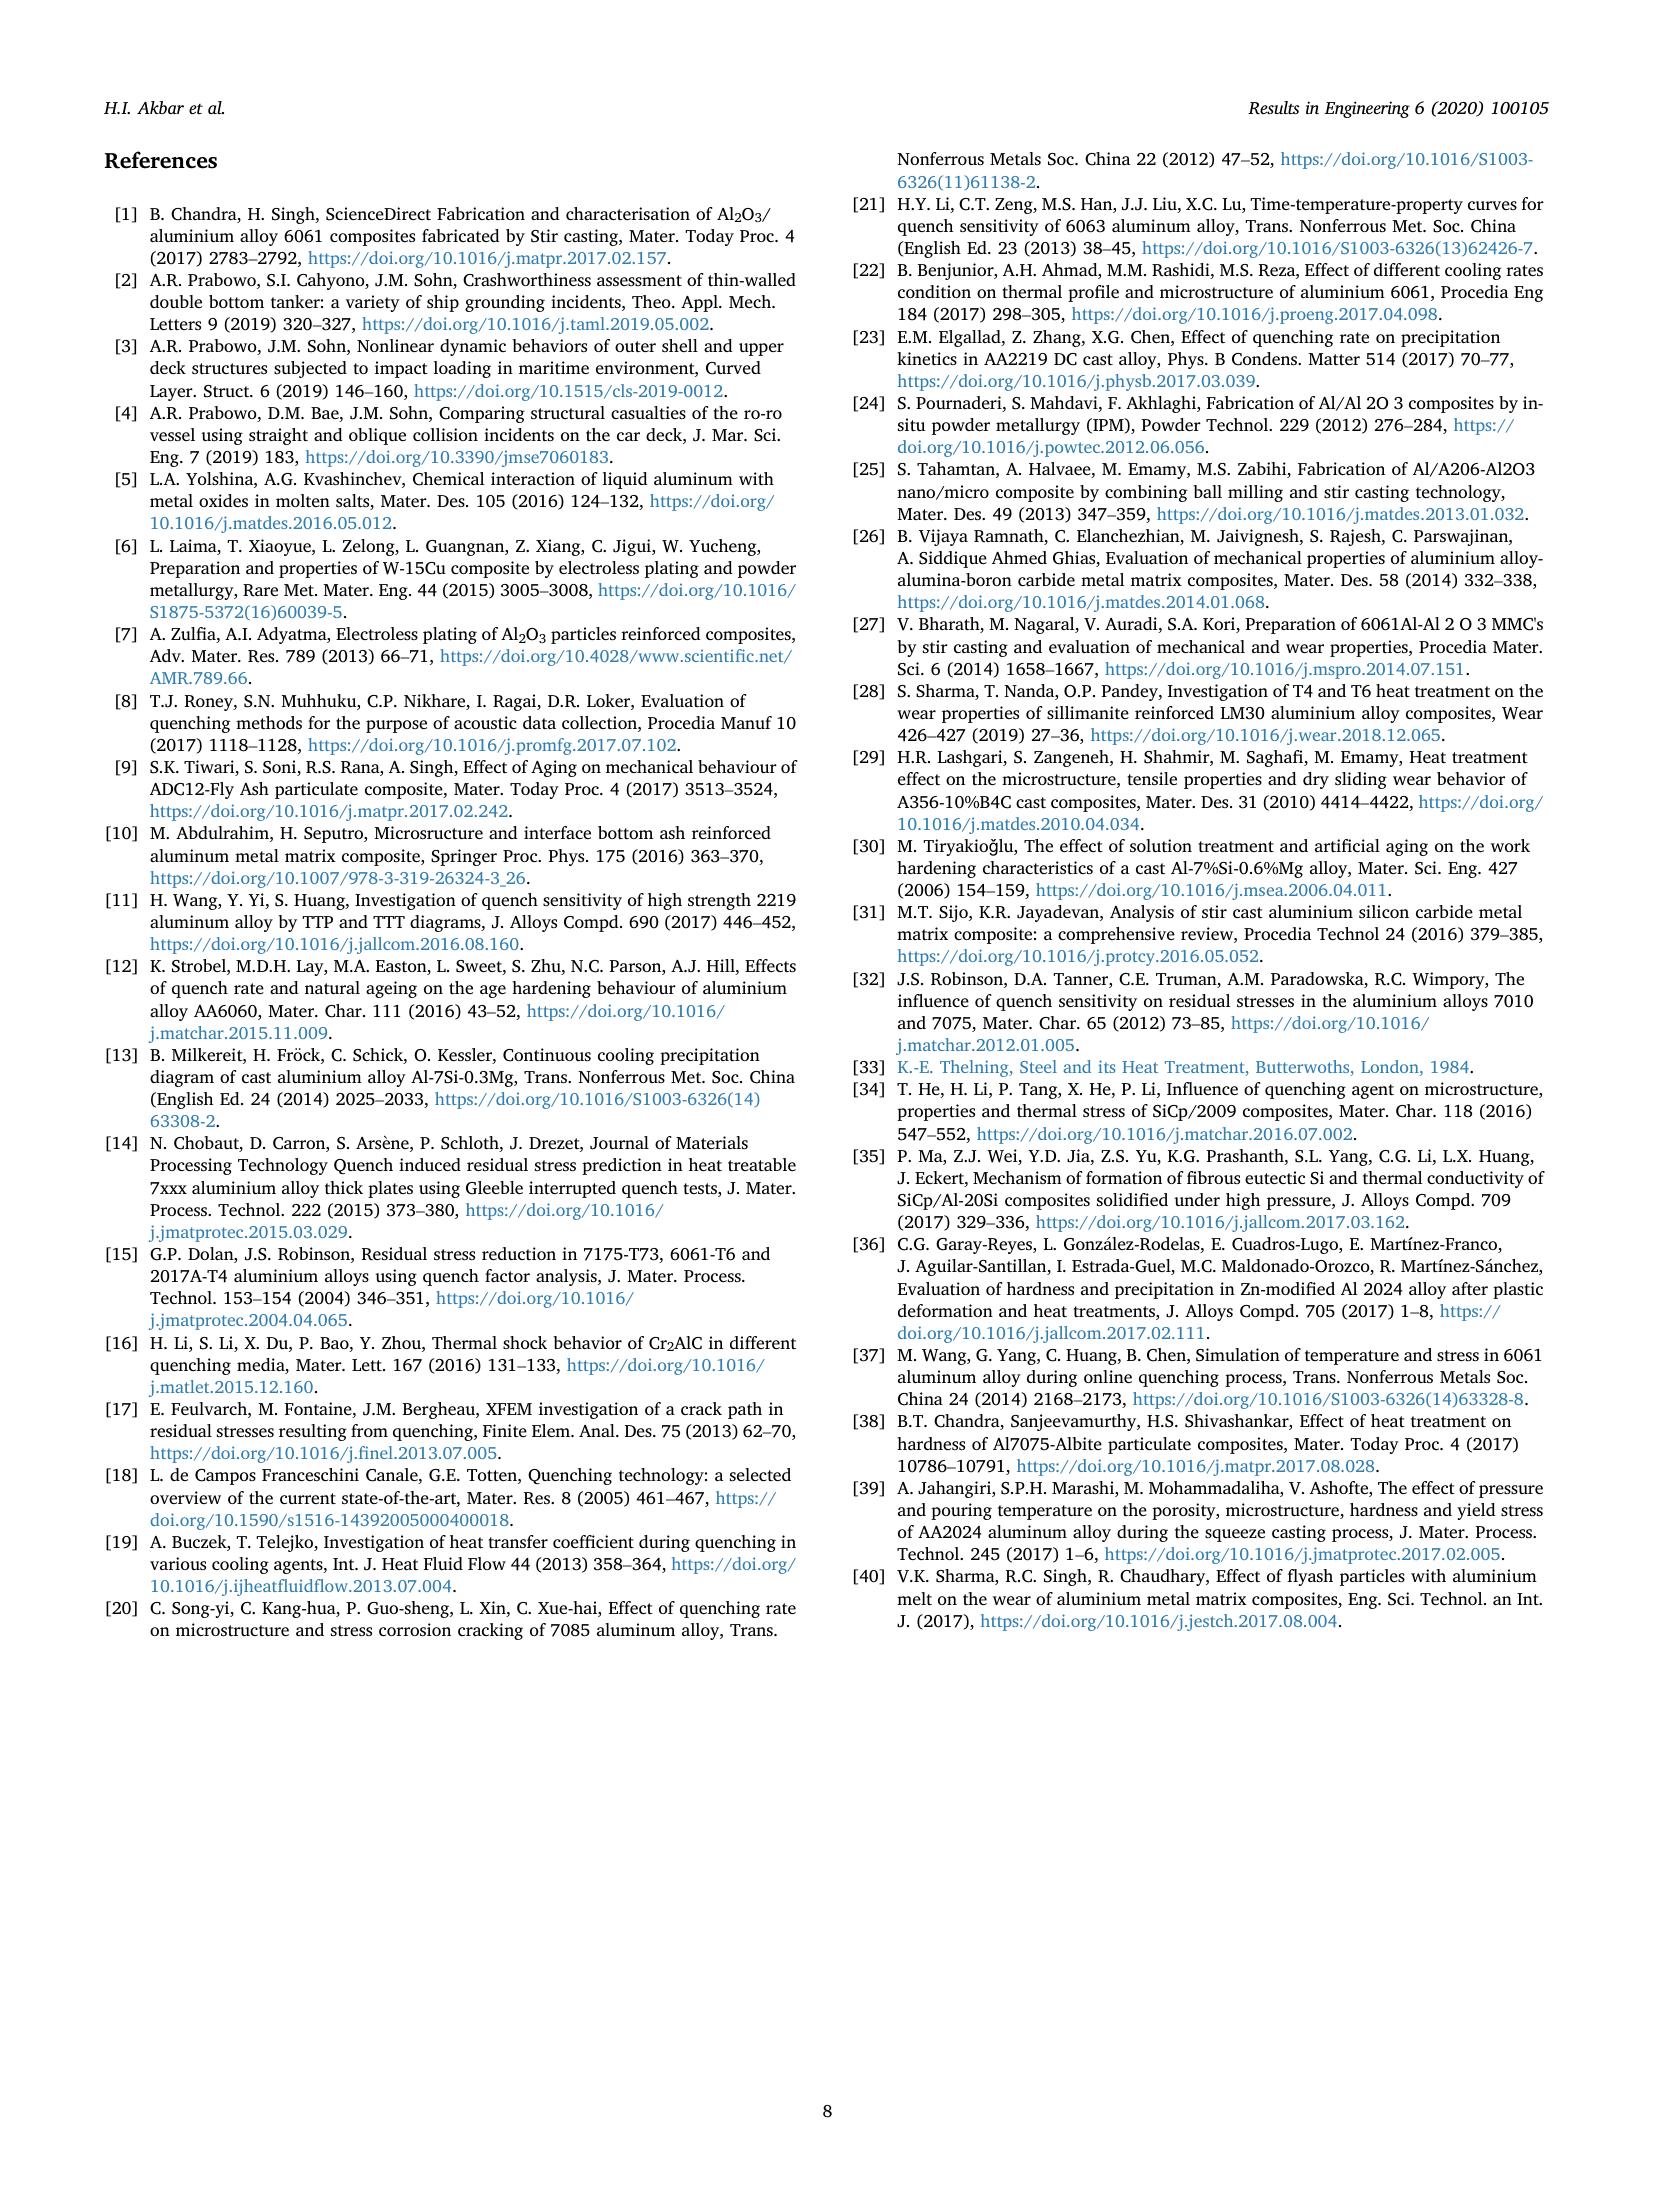 H.I. Akbar et al.
Results in Engineering 6 (2020) 100105
References
[1] B. Chandra, H. Singh, ScienceDirect Fabrication and characterisation of Al2O3/
aluminium alloy 6061 composites fabricated by Stir casting, Mater. Today Proc. 4
(2017) 2783–2792, https://doi.org/10.1016/j.matpr.2017.02.157.
[2] A.R. Prabowo, S.I. Cahyono, J.M. Sohn, Crashworthiness assessment of thin-walled
double bottom tanker: a variety of ship grounding incidents, Theo. Appl. Mech.
Letters 9 (2019) 320–327, https://doi.org/10.1016/j.taml.2019.05.002.
[3] A.R. Prabowo, J.M. Sohn, Nonlinear dynamic behaviors of outer shell and upper
deck structures subjected to impact loading in maritime environment, Curved
Layer. Struct. 6 (2019) 146–160, https://doi.org/10.1515/cls-2019-0012.
[4] A.R. Prabowo, D.M. Bae, J.M. Sohn, Comparing structural casualties of the ro-ro
vessel using straight and oblique collision incidents on the car deck, J. Mar. Sci.
Eng. 7 (2019) 183, https://doi.org/10.3390/jmse7060183.
[5] L.A. Yolshina, A.G. Kvashinchev, Chemical interaction of liquid aluminum with
metal oxides in molten salts, Mater. Des. 105 (2016) 124–132, https://doi.org/
10.1016/j.matdes.2016.05.012.
[6] L. Laima, T. Xiaoyue, L. Zelong, L. Guangnan, Z. Xiang, C. Jigui, W. Yucheng,
Preparation and properties of W-15Cu composite by electroless plating and powder
metallurgy, Rare Met. Mater. Eng. 44 (2015) 3005–3008, https://doi.org/10.1016/
S1875-5372(16)60039-5.
[7] A. Zulfia, A.I. Adyatma, Electroless plating of Al2O3 particles reinforced composites,
Adv. Mater. Res. 789 (2013) 66–71, https://doi.org/10.4028/www.scientific.net/
AMR.789.66.
[8] T.J. Roney, S.N. Muhhuku, C.P. Nikhare, I. Ragai, D.R. Loker, Evaluation of
quenching methods for the purpose of acoustic data collection, Procedia Manuf 10
(2017) 1118–1128, https://doi.org/10.1016/j.promfg.2017.07.102.
[9] S.K. Tiwari, S. Soni, R.S. Rana, A. Singh, Effect of Aging on mechanical behaviour of
ADC12-Fly Ash particulate composite, Mater. Today Proc. 4 (2017) 3513–3524,
https://doi.org/10.1016/j.matpr.2017.02.242.
[10] M. Abdulrahim, H. Seputro, Microsructure and interface bottom ash reinforced
aluminum metal matrix composite, Springer Proc. Phys. 175 (2016) 363–370,
https://doi.org/10.1007/978-3-319-26324-3_26.
[11] H. Wang, Y. Yi, S. Huang, Investigation of quench sensitivity of high strength 2219
aluminum alloy by TTP and TTT diagrams, J. Alloys Compd. 690 (2017) 446–452,
https://doi.org/10.1016/j.jallcom.2016.08.160.
[12] K. Strobel, M.D.H. Lay, M.A. Easton, L. Sweet, S. Zhu, N.C. Parson, A.J. Hill, Effects
of quench rate and natural ageing on the age hardening behaviour of aluminium
alloy AA6060, Mater. Char. 111 (2016) 43–52, https://doi.org/10.1016/
j.matchar.2015.11.009.
[13] B. Milkereit, H. Fröck, C. Schick, O. Kessler, Continuous cooling precipitation
diagram of cast aluminium alloy Al-7Si-0.3Mg, Trans. Nonferrous Met. Soc. China
(English Ed. 24 (2014) 2025–2033, https://doi.org/10.1016/S1003-6326(14)
63308-2.
[14] N. Chobaut, D. Carron, S. Arsène, P. Schloth, J. Drezet, Journal of Materials
Processing Technology Quench induced residual stress prediction in heat treatable
7xxx aluminium alloy thick plates using Gleeble interrupted quench tests, J. Mater.
Process. Technol. 222 (2015) 373–380, https://doi.org/10.1016/
j.jmatprotec.2015.03.029.
[15] G.P. Dolan, J.S. Robinson, Residual stress reduction in 7175-T73, 6061-T6 and
2017A-T4 aluminium alloys using quench factor analysis, J. Mater. Process.
Technol. 153–154 (2004) 346–351, https://doi.org/10.1016/
j.jmatprotec.2004.04.065.
[16] H. Li, S. Li, X. Du, P. Bao, Y. Zhou, Thermal shock behavior of Cr2AlC in different
quenching media, Mater. Lett. 167 (2016) 131–133, https://doi.org/10.1016/
j.matlet.2015.12.160.
[17] E. Feulvarch, M. Fontaine, J.M. Bergheau, XFEM investigation of a crack path in
residual stresses resulting from quenching, Finite Elem. Anal. Des. 75 (2013) 62–70,
https://doi.org/10.1016/j.finel.2013.07.005.
[18] L. de Campos Franceschini Canale, G.E. Totten, Quenching technology: a selected
overview of the current state-of-the-art, Mater. Res. 8 (2005) 461–467, https://
doi.org/10.1590/s1516-14392005000400018.
[19] A. Buczek, T. Telejko, Investigation of heat transfer coefficient during quenching in
various cooling agents, Int. J. Heat Fluid Flow 44 (2013) 358–364, https://doi.org/
10.1016/j.ijheatfluidflow.2013.07.004.
[20] C. Song-yi, C. Kang-hua, P. Guo-sheng, L. Xin, C. Xue-hai, Effect of quenching rate
on microstructure and stress corrosion cracking of 7085 aluminum alloy, Trans.
Nonferrous Metals Soc. China 22 (2012) 47–52, https://doi.org/10.1016/S1003-
6326(11)61138-2.
[21] H.Y. Li, C.T. Zeng, M.S. Han, J.J. Liu, X.C. Lu, Time-temperature-property curves for
quench sensitivity of 6063 aluminum alloy, Trans. Nonferrous Met. Soc. China
(English Ed. 23 (2013) 38–45, https://doi.org/10.1016/S1003-6326(13)62426-7.
[22] B. Benjunior, A.H. Ahmad, M.M. Rashidi, M.S. Reza, Effect of different cooling rates
condition on thermal profile and microstructure of aluminium 6061, Procedia Eng
184 (2017) 298–305, https://doi.org/10.1016/j.proeng.2017.04.098.
[23] E.M. Elgallad, Z. Zhang, X.G. Chen, Effect of quenching rate on precipitation
kinetics in AA2219 DC cast alloy, Phys. B Condens. Matter 514 (2017) 70–77,
https://doi.org/10.1016/j.physb.2017.03.039.
[24] S. Pournaderi, S. Mahdavi, F. Akhlaghi, Fabrication of Al/Al 2O 3 composites by in-
situ powder metallurgy (IPM), Powder Technol. 229 (2012) 276–284, https://
doi.org/10.1016/j.powtec.2012.06.056.
[25] S. Tahamtan, A. Halvaee, M. Emamy, M.S. Zabihi, Fabrication of Al/A206-Al2O3
nano/micro composite by combining ball milling and stir casting technology,
Mater. Des. 49 (2013) 347–359, https://doi.org/10.1016/j.matdes.2013.01.032.
[26] B. Vijaya Ramnath, C. Elanchezhian, M. Jaivignesh, S. Rajesh, C. Parswajinan,
A. Siddique Ahmed Ghias, Evaluation of mechanical properties of aluminium alloy-
alumina-boron carbide metal matrix composites, Mater. Des. 58 (2014) 332–338,
https://doi.org/10.1016/j.matdes.2014.01.068.
[27] V. Bharath, M. Nagaral, V. Auradi, S.A. Kori, Preparation of 6061Al-Al 2 O 3 MMC's
by stir casting and evaluation of mechanical and wear properties, Procedia Mater.
Sci. 6 (2014) 1658–1667, https://doi.org/10.1016/j.mspro.2014.07.151.
[28] S. Sharma, T. Nanda, O.P. Pandey, Investigation of T4 and T6 heat treatment on the
wear properties of sillimanite reinforced LM30 aluminium alloy composites, Wear
426–427 (2019) 27–36, https://doi.org/10.1016/j.wear.2018.12.065.
[29] H.R. Lashgari, S. Zangeneh, H. Shahmir, M. Saghafi, M. Emamy, Heat treatment
effect on the microstructure, tensile properties and dry sliding wear behavior of
A356-10%B4C cast composites, Mater. Des. 31 (2010) 4414–4422, https://doi.org/
10.1016/j.matdes.2010.04.034.
[30] M. Tiryakioğlu, The effect of solution treatment and artificial aging on the work
hardening characteristics of a cast Al-7%Si-0.6%Mg alloy, Mater. Sci. Eng. 427
(2006) 154–159, https://doi.org/10.1016/j.msea.2006.04.011.
[31] M.T. Sijo, K.R. Jayadevan, Analysis of stir cast aluminium silicon carbide metal
matrix composite: a comprehensive review, Procedia Technol 24 (2016) 379–385,
https://doi.org/10.1016/j.protcy.2016.05.052.
[32] J.S. Robinson, D.A. Tanner, C.E. Truman, A.M. Paradowska, R.C. Wimpory, The
influence of quench sensitivity on residual stresses in the aluminium alloys 7010
and 7075, Mater. Char. 65 (2012) 73–85, https://doi.org/10.1016/
j.matchar.2012.01.005.
[33] K.-E. Thelning, Steel and its Heat Treatment, Butterwoths, London, 1984.
[34] T. He, H. Li, P. Tang, X. He, P. Li, Influence of quenching agent on microstructure,
properties and thermal stress of SiCp/2009 composites, Mater. Char. 118 (2016)
547–552, https://doi.org/10.1016/j.matchar.2016.07.002.
[35] P. Ma, Z.J. Wei, Y.D. Jia, Z.S. Yu, K.G. Prashanth, S.L. Yang, C.G. Li, L.X. Huang,
J. Eckert, Mechanism of formation of fibrous eutectic Si and thermal conductivity of
SiCp/Al-20Si composites solidified under high pressure, J. Alloys Compd. 709
(2017) 329–336, https://doi.org/10.1016/j.jallcom.2017.03.162.
[36] C.G. Garay-Reyes, L. González-Rodelas, E. Cuadros-Lugo, E. Martínez-Franco,
J. Aguilar-Santillan, I. Estrada-Guel, M.C. Maldonado-Orozco, R. Martínez-Sánchez,
Evaluation of hardness and precipitation in Zn-modified Al 2024 alloy after plastic
deformation and heat treatments, J. Alloys Compd. 705 (2017) 1–8, https://
doi.org/10.1016/j.jallcom.2017.02.111.
[37] M. Wang, G. Yang, C. Huang, B. Chen, Simulation of temperature and stress in 6061
aluminum alloy during online quenching process, Trans. Nonferrous Metals Soc.
China 24 (2014) 2168–2173, https://doi.org/10.1016/S1003-6326(14)63328-8.
[38] B.T. Chandra, Sanjeevamurthy, H.S. Shivashankar, Effect of heat treatment on
hardness of Al7075-Albite particulate composites, Mater. Today Proc. 4 (2017)
10786–10791, https://doi.org/10.1016/j.matpr.2017.08.028.
[39] A. Jahangiri, S.P.H. Marashi, M. Mohammadaliha, V. Ashofte, The effect of pressure
and pouring temperature on the porosity, microstructure, hardness and yield stress
of AA2024 aluminum alloy during the squeeze casting process, J. Mater. Process.
Technol. 245 (2017) 1–6, https://doi.org/10.1016/j.jmatprotec.2017.02.005.
[40] V.K. Sharma, R.C. Singh, R. Chaudhary, Effect of flyash particles with aluminium
melt on the wear of aluminium metal matrix composites, Eng. Sci. Technol. an Int.
J. (2017), https://doi.org/10.1016/j.jestch.2017.08.004.
8